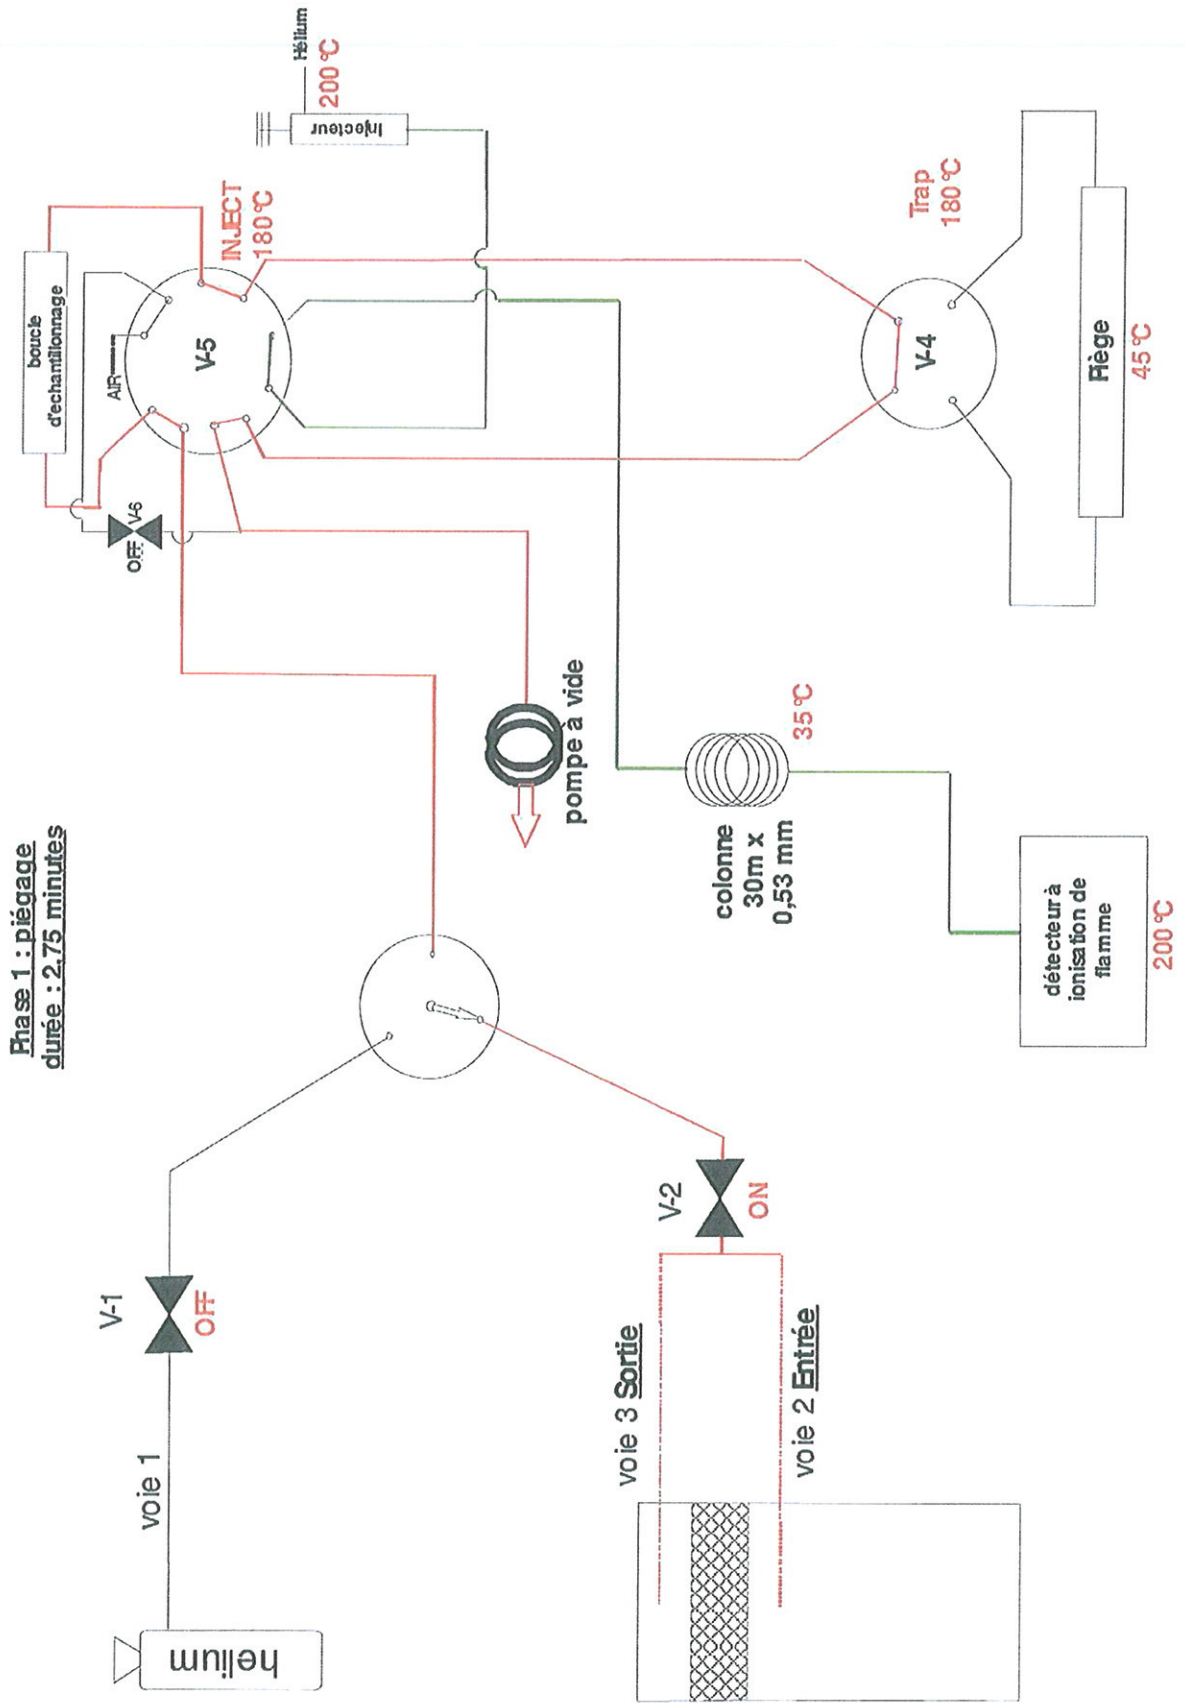 Phase 1 : piégage
durée : 2,75 minutes
helium
voie 1
V-1
OFF
voie 3 Sortie
voie 2 Entrée
V-2
ON
pompe à vide
OFF
V-6
boucle
d'echantillonnage
AIR
V-5
INJECT
180°C
Injecteur
Hélium
200°C
colonne
30m x
0,53 mm
35°C
détecteur à
ionisation de
flamme
200°C
V-4
Trap
180°C
Piège
45°C